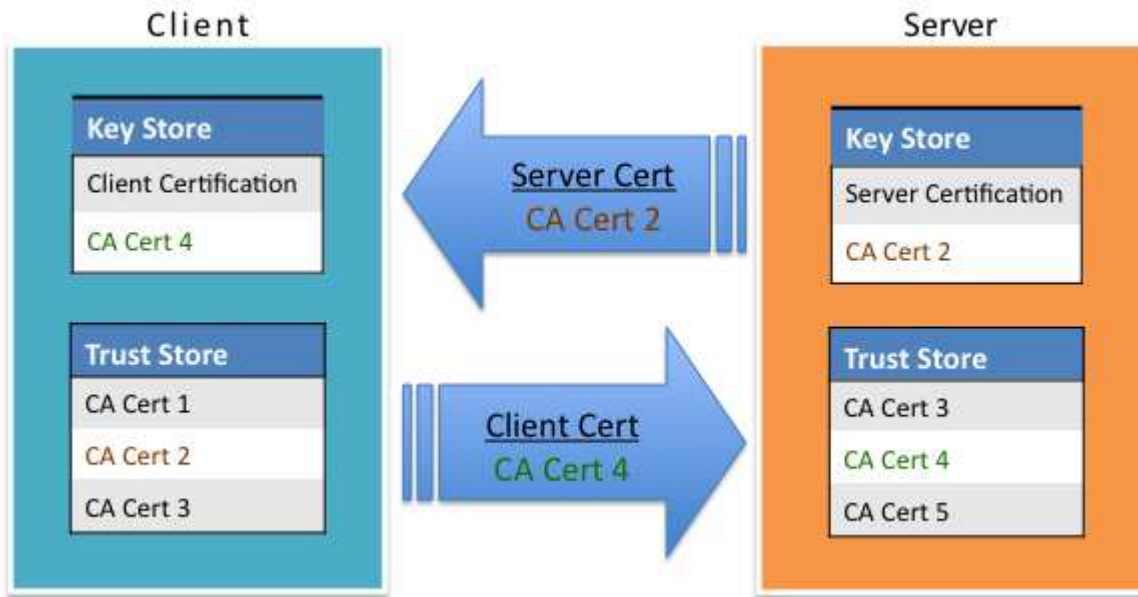 Client
Key Store
Client Certification
CA Cert 4
Trust Store
CA Cert 1
CA Cert 2
CA Cert 3
Server Cert
CA Cert 2
Client Cert
CA Cert 4
Server
Key Store
Server Certification
CA Cert 2
Trust Store
CA Cert 3
CA Cert 4
CA Cert 5